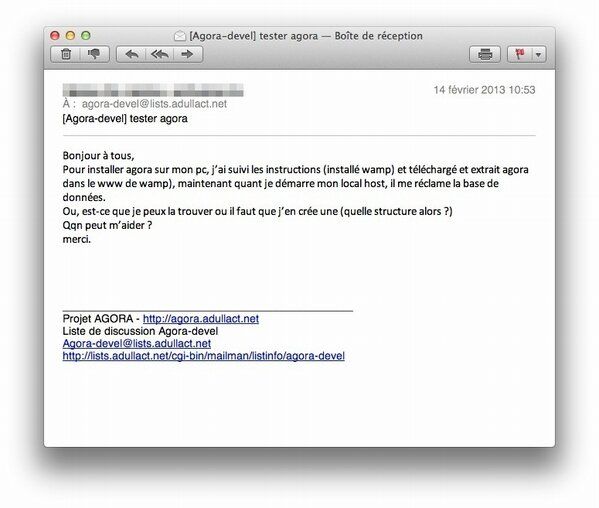 [Agora-devel] tester agora — Boîte de réception
14 février 2013 10:53
À : agora-devel@lists.adullact.net
[Agora-devel] tester agora
Bonjour à tous,
Pour installer agora sur mon pc, j'ai suivi les instructions (installé wamp) et téléchargé et extrait agora
dans le www de wamp), maintenant quant je démarre mon local host, il me réclame la base de
données.
Ou, est-ce que je peux la trouver ou il faut que j'en crée une (quelle structure alors ?)
Qqn peut m'aider ?
merci.
Projet AGORA - http://agora.adullact.net
Liste de discussion Agora-devel
Agora-devel@lists.adullact.net
http://lists.adullact.net/cgi-bin/mailman/listinfo/agora-devel